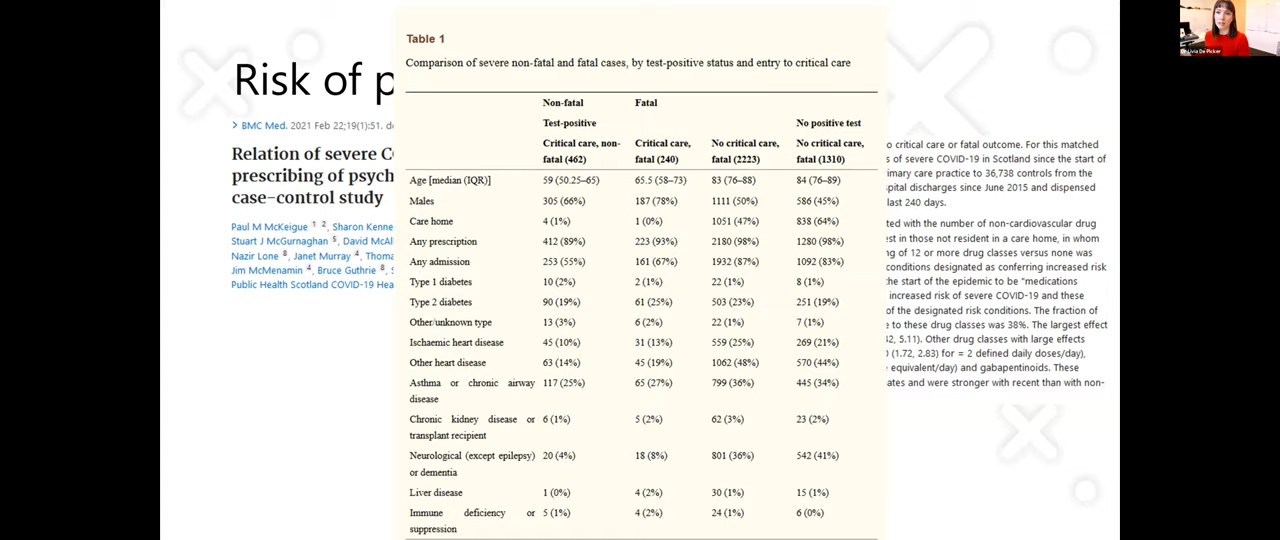 Risk of p
> BMC Med. 2021 Feb 22;19(1):51. d
Relation of severe C
prescribing of psych
case-control study
Paul M McKeigue 1 2, Sharon Kenne
Stuart J McGurnaghan 5, David McAl
Nazir Lone 8, Janet Murray 4, Thoma
Jim McMenamin 4, Bruce Guthrie 8, S
Public Health Scotland COVID-19 Hea
Table 1
Comparison of severe non-fatal and fatal cases, by test-positive status and entry to critical care
Non-fatal Fatal
Test-positive No positive test
Critical care, non- Critical care, No critical care, No critical care,
fatal (462) fatal (240) fatal (2223) fatal (1310)
Age [median (IQR)] 59 (50.25–65) 65.5 (58–73) 83 (76–88) 84 (76–89)
Males 305 (66%) 187 (78%) 1111 (50%) 586 (45%)
Care home 4 (1%) 1 (0%) 1051 (47%) 838 (64%)
Any prescription 412 (89%) 223 (93%) 2180 (98%) 1280 (98%)
Any admission 253 (55%) 161 (67%) 1932 (87%) 1092 (83%)
Type 1 diabetes 10 (2%) 2 (1%) 22 (1%) 8 (1%)
Type 2 diabetes 90 (19%) 61 (25%) 503 (23%) 251 (19%)
Other/unknown type 13 (3%) 6 (2%) 22 (1%) 7 (1%)
Ischaemic heart disease 45 (10%) 31 (13%) 559 (25%) 269 (21%)
Other heart disease 63 (14%) 45 (19%) 1062 (48%) 570 (44%)
Asthma or chronic airway 117 (25%) 65 (27%) 799 (36%) 445 (34%)
disease
Chronic kidney disease or 6 (1%) 5 (2%) 62 (3%) 23 (2%)
transplant recipient
Neurological (except epilepsy) 20 (4%) 18 (8%) 801 (36%) 542 (41%)
or dementia
Liver disease 1 (0%) 4 (2%) 30 (1%) 15 (1%)
Immune deficiency or 5 (1%) 4 (2%) 24 (1%) 6 (0%)
suppression
o critical care or fatal outcome. For this matched
s of severe COVID-19 in Scotland since the start of
imary care practice to 36,738 controls from the
spital discharges since June 2015 and dispensed
last 240 days.
ted with the number of non-cardiovascular drug
est in those not resident in a care home, in whom
ng of 12 or more drug classes versus none was
conditions designated as conferring increased risk
the start of the epidemic to be "medications
increased risk of severe COVID-19 and these
of the designated risk conditions. The fraction of
e to these drug classes was 38%. The largest effect
42, 5.11). Other drug classes with large effects
0 (1.72, 2.83) for = 2 defined daily doses/day),
e equivalent/day) and gabapentinoids. These
ates and were stronger with recent than with non-
Livia De Picker